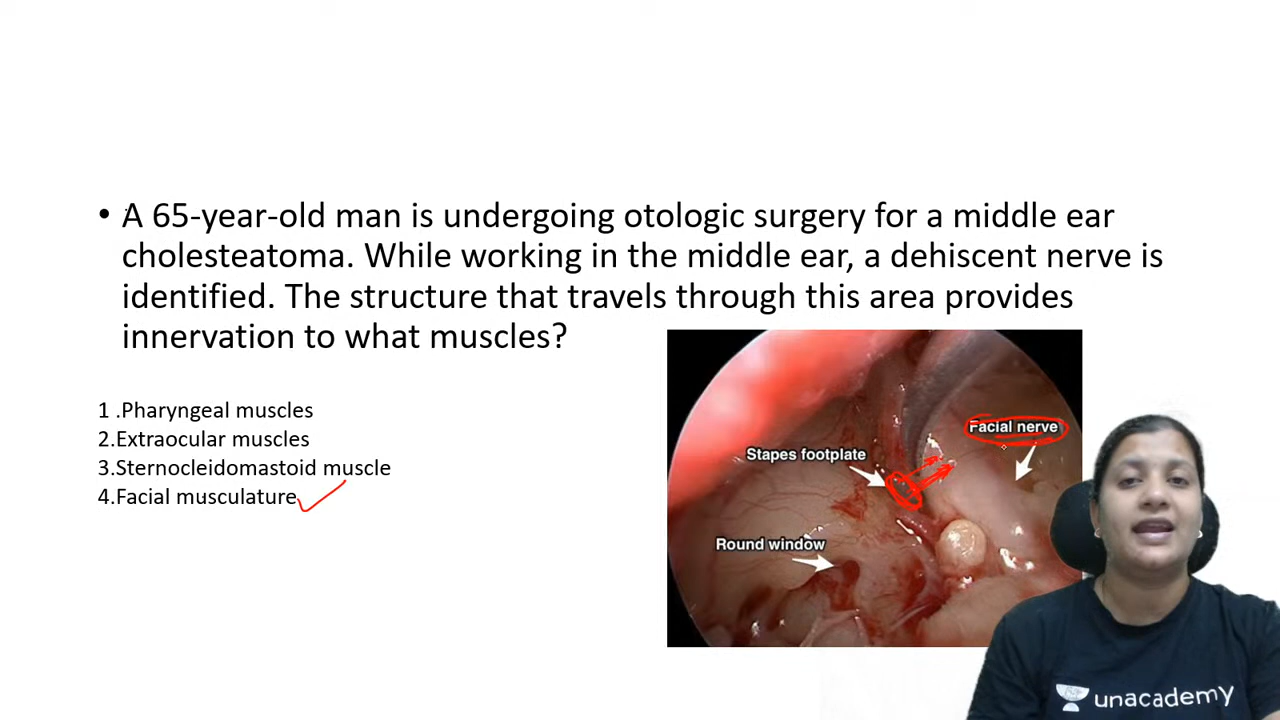 • A 65-year-old man is undergoing otologic surgery for a middle ear
cholesteatoma. While working in the middle ear, a dehiscent nerve is
identified. The structure that travels through this area provides
innervation to what muscles?
1 .Pharyngeal muscles
2.Extraocular muscles
3.Sternocleidomastoid muscle
4.Facial musculature
Facial nerve
Stapes footplate
Round window
unacademy